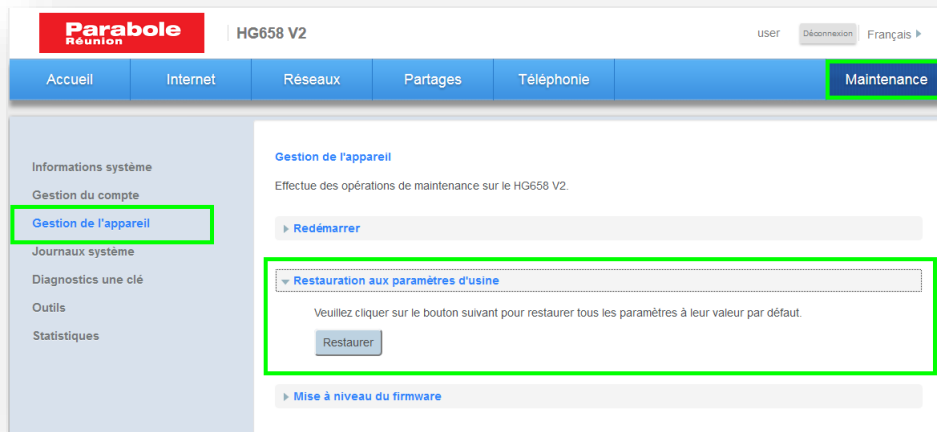 Parabole
Réunion
HG658 V2
user Déconnexion Français
Accueil Internet Réseaux Partages Téléphonie Maintenance
Informations système
Gestion du compte
Gestion de l'appareil
Journaux système
Diagnostics une clé
Outils
Statistiques
Gestion de l'appareil
Effectue des opérations de maintenance sur le HG658 V2.
Redémarrer
Restauration aux paramètres d'usine
Veuillez cliquer sur le bouton suivant pour restaurer tous les paramètres à leur valeur par défaut.
Restaurer
Mise à niveau du firmware